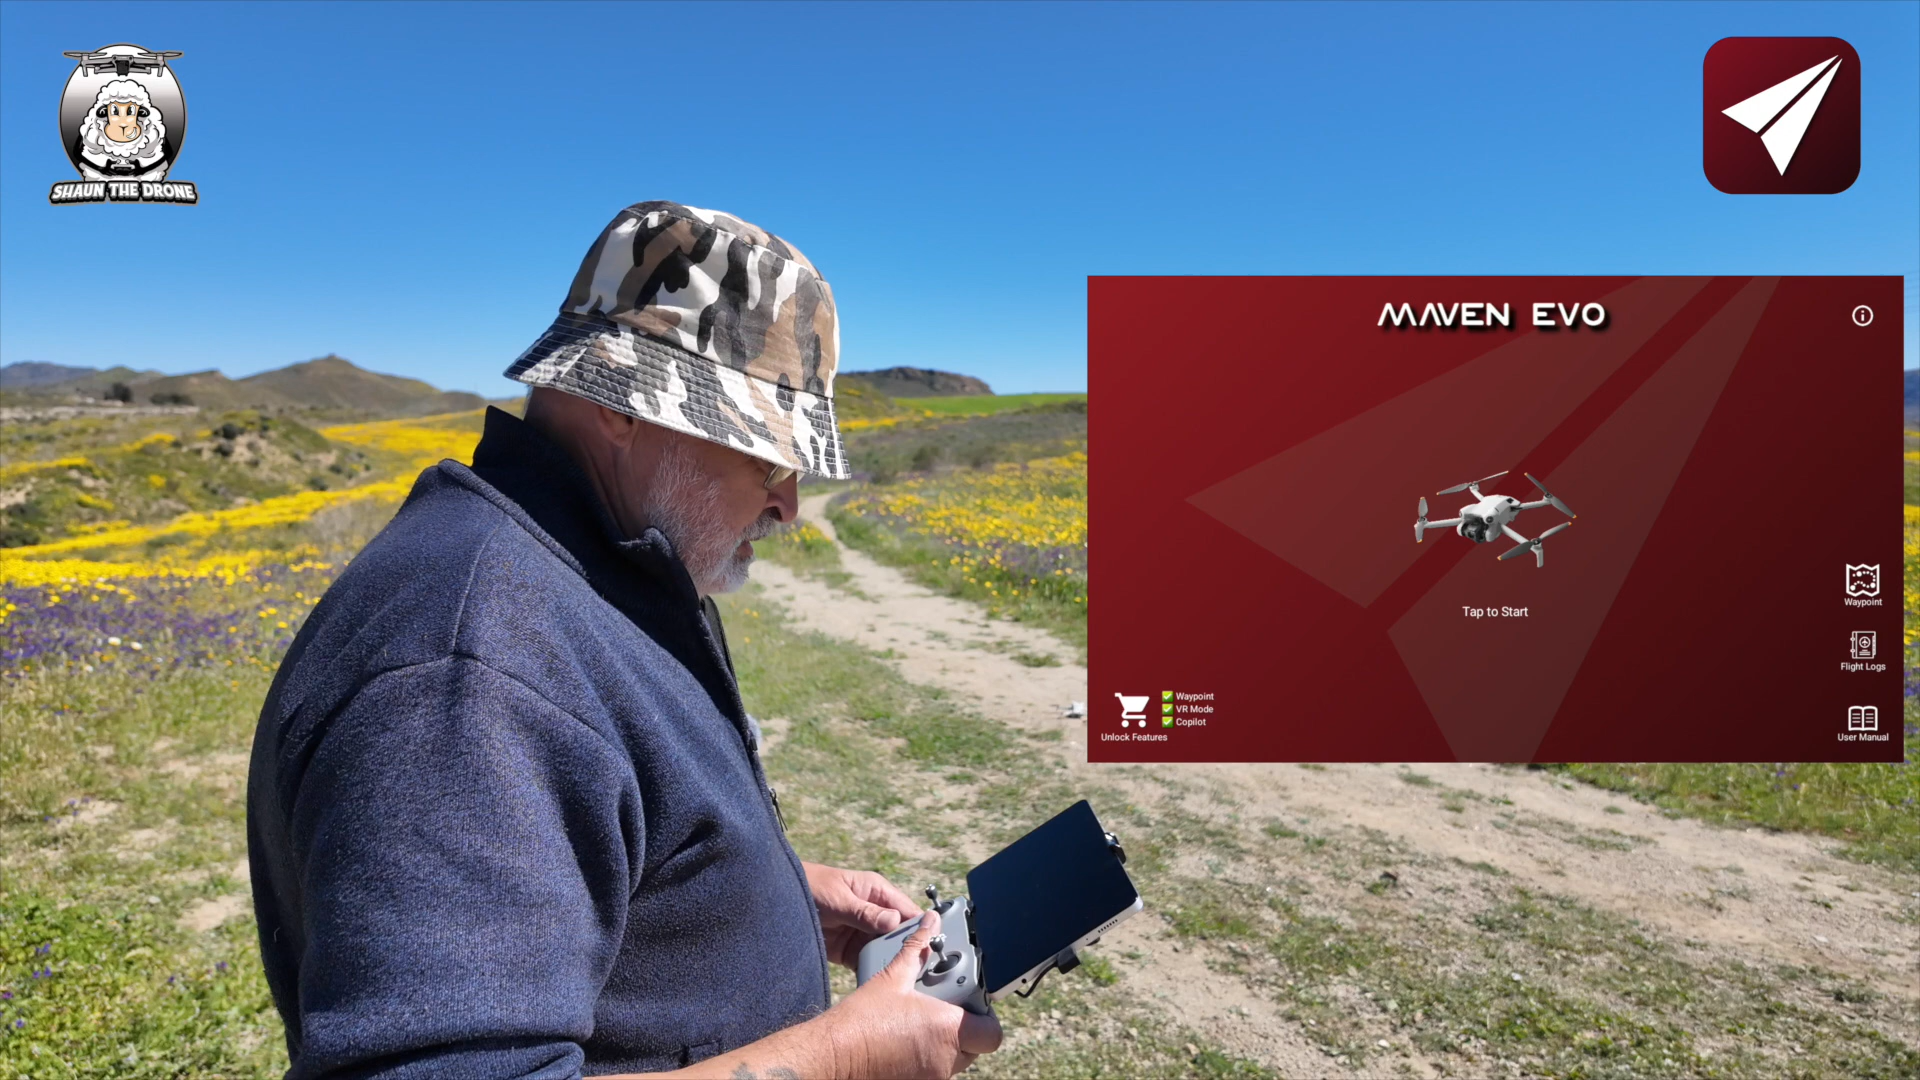 SHAUN THE DRONE
MAVEN EVO
Tap to Start
Waypoint
Flight Logs
User Manual
Waypoint
VR Mode
Copilot
Unlock Features